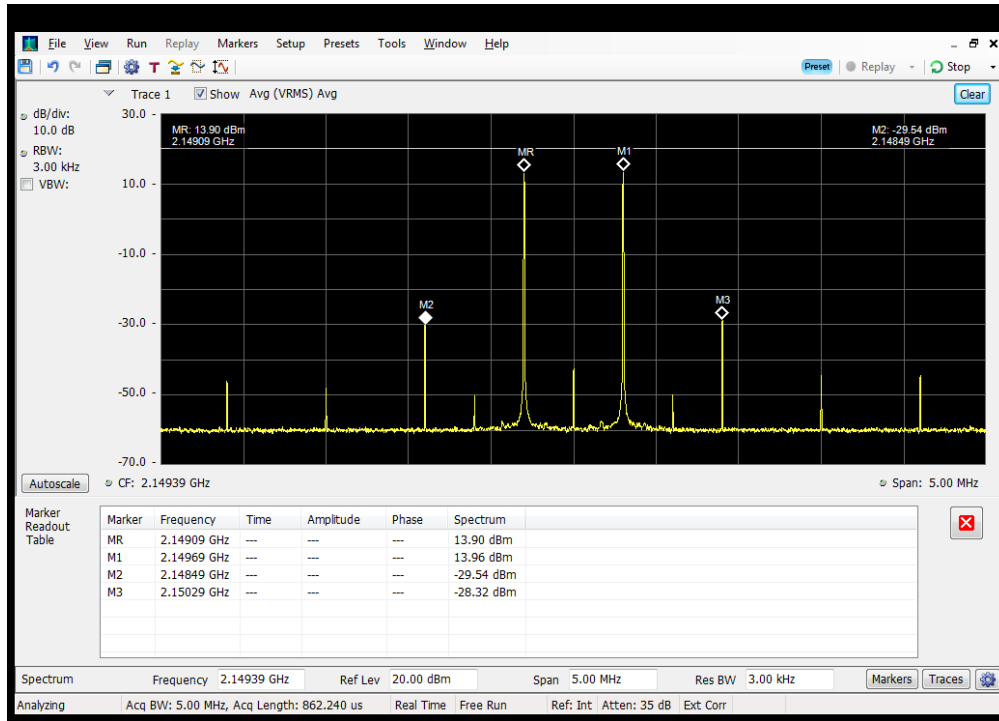 File View Run Replay Markers Setup Presets Tools Window Help
T Preset Replay Stop
Trace 1 Show Avg (VRMS) Avg Clear
dB/div:
10.0 dB
RBW:
3.00 kHz
VBW:
30.0
10.0
-10.0
-30.0
-50.0
-70.0
MR: 13.90 dBm
2.14909 GHz
M2: -29.54 dBm
2.14849 GHz
MR M1
M2 M3
Autoscale CF: 2.14939 GHz Span: 5.00 MHz
Marker
Readout
Table
Marker Frequency Time Amplitude Phase Spectrum
MR 2.14909 GHz --- --- --- 13.90 dBm
M1 2.14969 GHz --- --- --- 13.96 dBm
M2 2.14849 GHz --- --- --- -29.54 dBm
M3 2.15029 GHz --- --- --- -28.32 dBm
Spectrum Frequency 2.14939 GHz Ref Lev 20.00 dBm Span 5.00 MHz Res BW 3.00 kHz Markers Traces
Analyzing Acq BW: 5.00 MHz, Acq Length: 862.240 us Real Time Free Run Ref: Int Atten: 35 dB Ext Corr